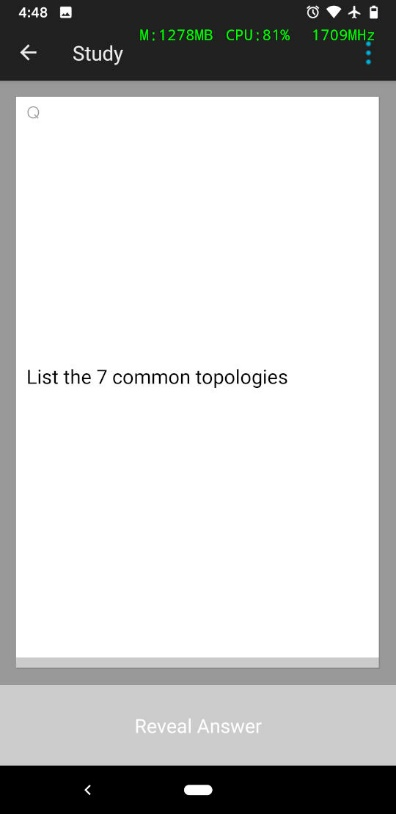 4:48
M:1278MB CPU:81% 1709MHz
Study
Q
List the 7 common topologies
Reveal Answer